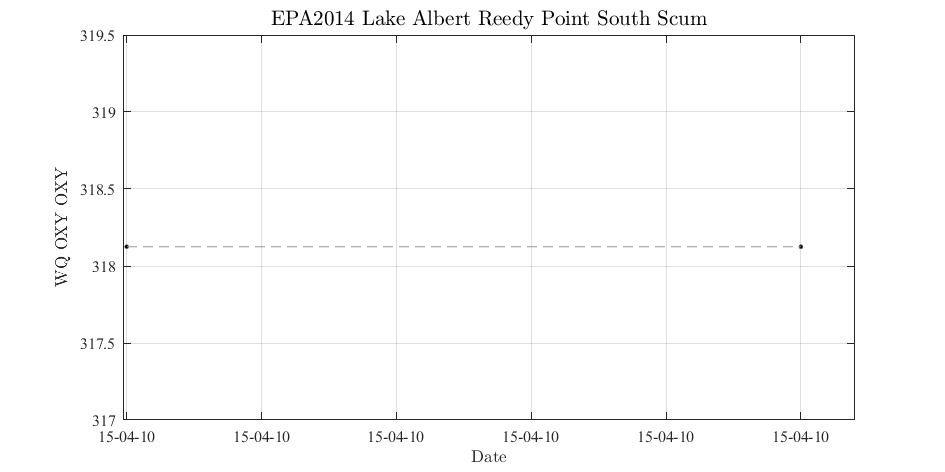 EPA2014 Lake Albert Reedy Point South Scum
319.5
319
318.5
318
317.5
317
WQ OXY OXY
15-04-10 15-04-10 15-04-10 15-04-10 15-04-10 15-04-10
Date